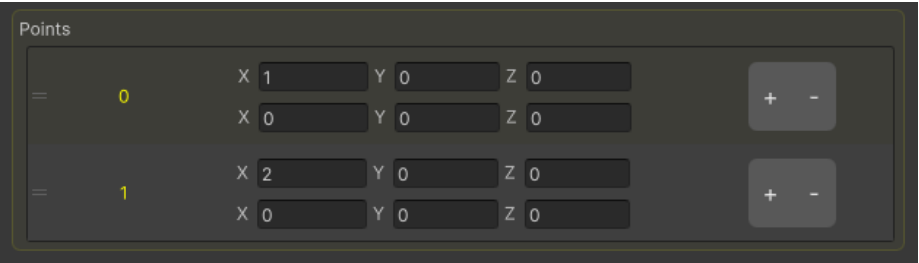 Points
0
X 1 Y 0 Z 0
X 0 Y 0 Z 0
+ -
1
X 2 Y 0 Z 0
X 0 Y 0 Z 0
+ -